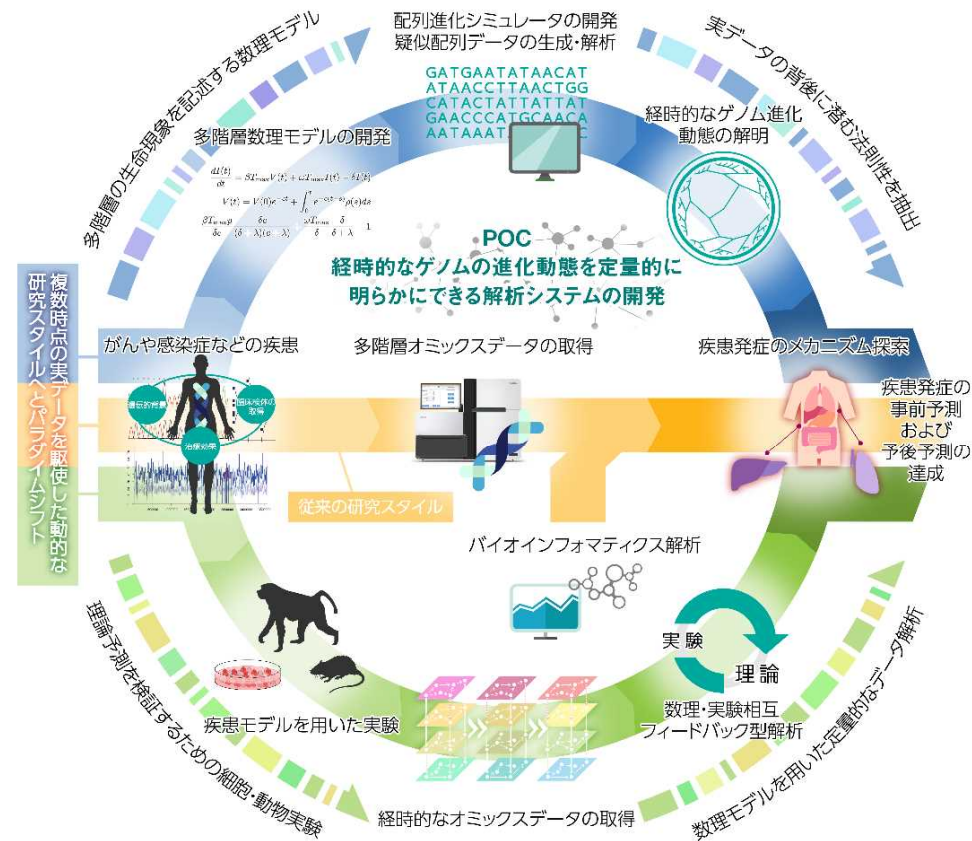 多階層の生命現象を記述する数理モデル
配列進化シミュレータの開発
疑似配列データの生成・解析
実データの背後に潜む法則性を抽出
GATGAATATAACAT
ATAACCTTAACTGG
CATACTATTATTAT
GAACCCATGCAACA
AATAAAT C
経時的なゲノム進化
動態の解明
多階層数理モデルの開発
POC
経時的なゲノムの進化動態を定量的に
明らかにできる解析システムの開発
複数時点の実データを駆使した動的な
研究スタイルへとパラダイムシフト
がんや感染症などの疾患
多階層オミックスデータの取得
疾患発症のメカニズム探索
遺伝的背景
臨床検体の
取得
治療効果
疾患発症の
事前予測
および
予後予測の
達成
従来の研究スタイル
バイオインフォマティクス解析
実験
理論
数理・実験相互
フィードバック型解析
疾患モデルを用いた実験
経時的なオミックスデータの取得
理論予測を検証するための細胞・動物実験
数理モデルを用いた定量的なデータ解析